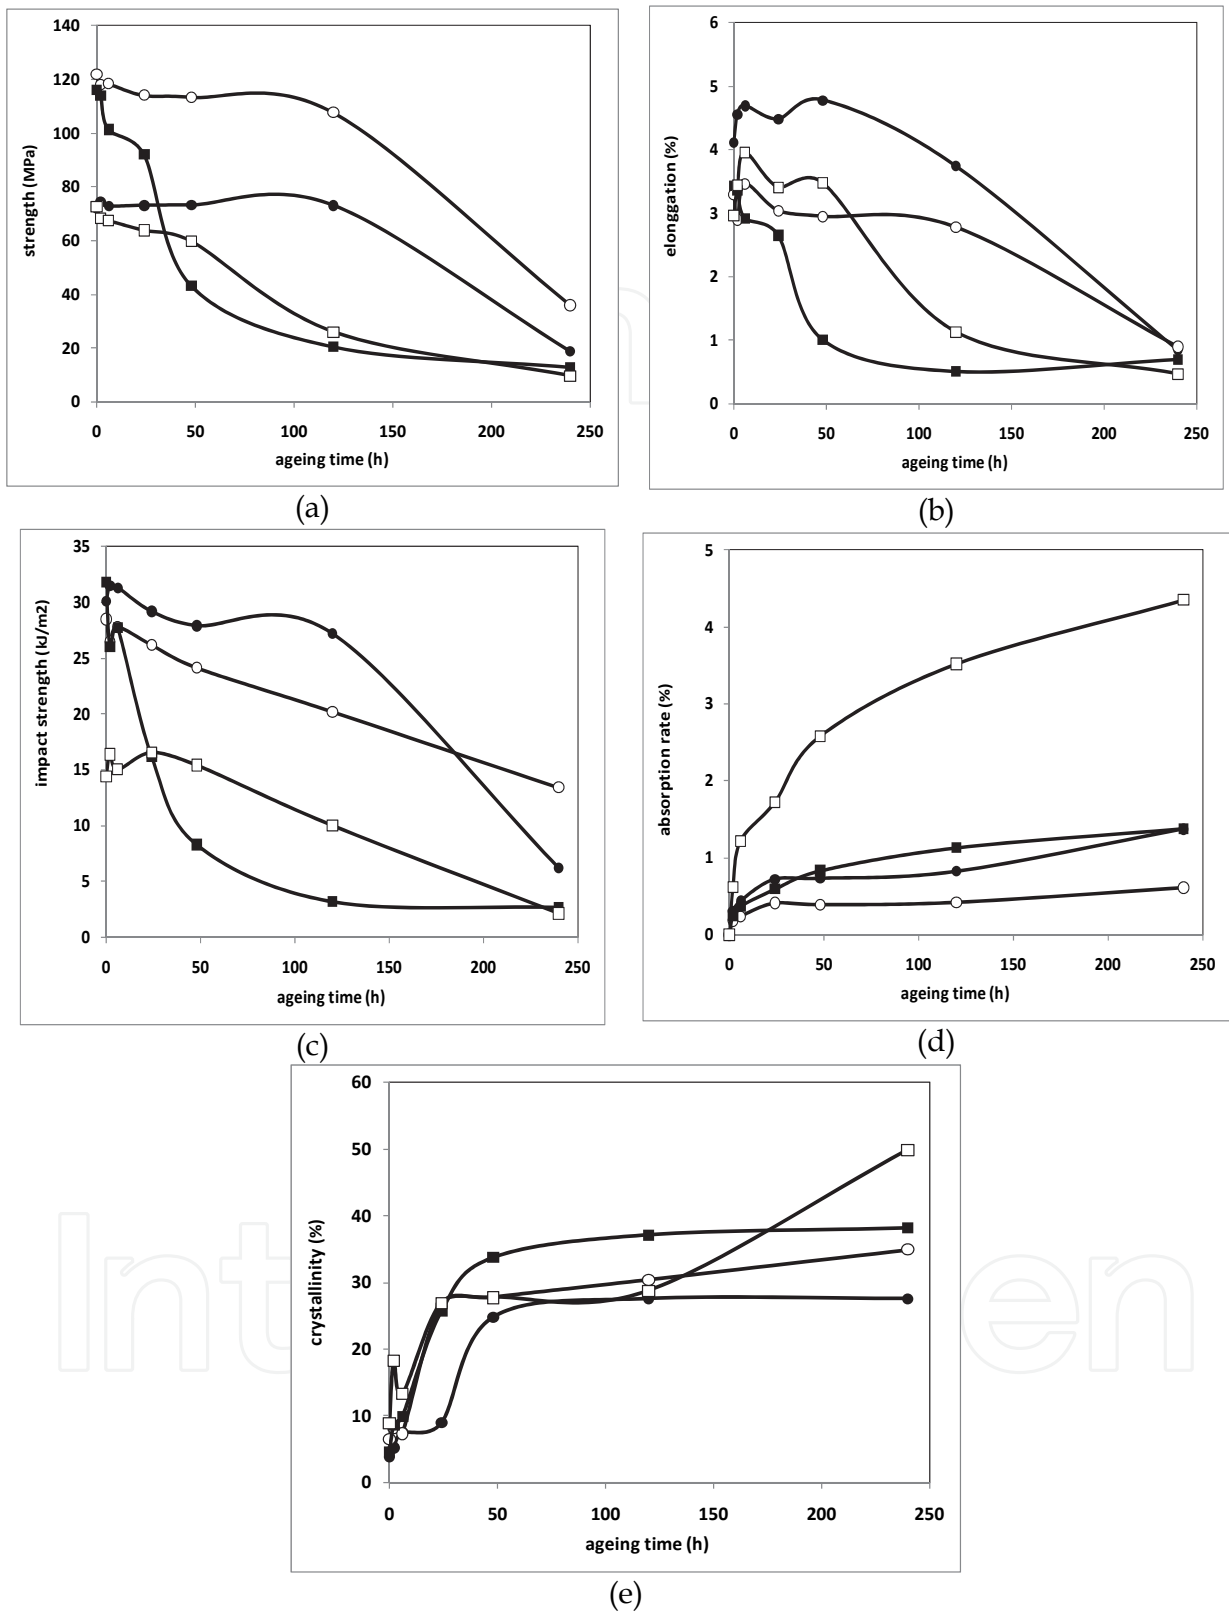 140
120
100
80
60
40
20
0
strength (MPa)
0 50 100 150 200 250
ageing time (h)
(a)
6
5
4
3
2
1
0
elonggation (%)
0 50 100 150 200 250
ageing time (h)
(b)
35
30
25
20
15
10
5
0
impact strength (kJ/m2)
0 50 100 150 200 250
ageing time (h)
(c)
5
4
3
2
1
0
absorption rate (%)
0 50 100 150 200 250
ageing time (h)
(d)
60
50
40
30
20
10
0
crystallinity (%)
0 50 100 150 200 250
ageing time (h)
(e)
Int en